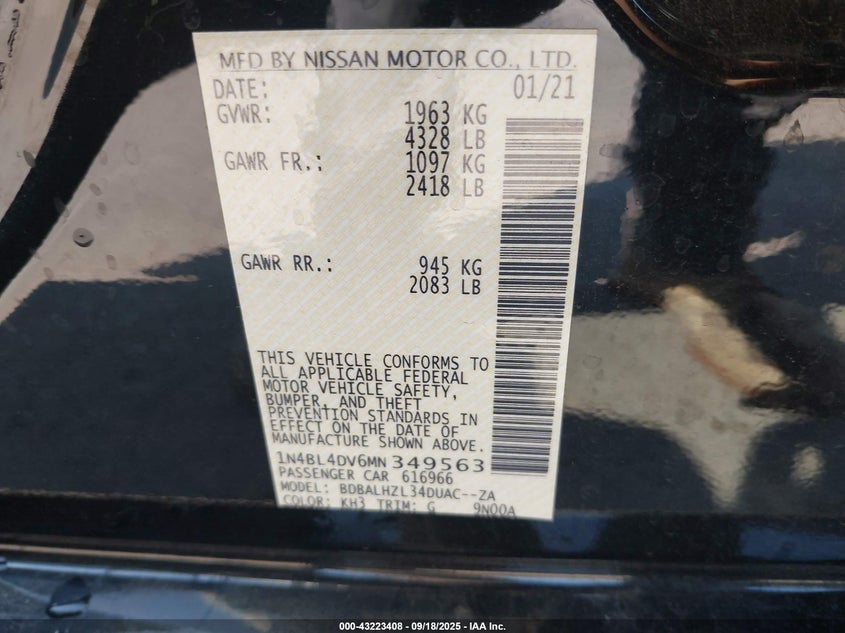 MFD BY NISSAN MOTOR CO., LTD.
DATE: 01/21
GVWR: 1963 KG
4328 LB
GAWR FR.: 1097 KG
2418 LB
GAWR RR.: 945 KG
2083 LB
THIS VEHICLE CONFORMS TO
ALL APPLICABLE FEDERAL
MOTOR VEHICLE SAFETY,
BUMPER, AND THEFT
PREVENTION STANDARDS IN
EFFECT ON THE DATE OF
MANUFACTURE SHOWN ABOVE.
1N4BL4DV6MN349563
PASSENGER CAR 616966
MODEL: BDBALHZL34DUAC--ZA
COLOR: KH3 TRIM: G 9N00A
000-43223408 - 09/18/2025 - IAA Inc.